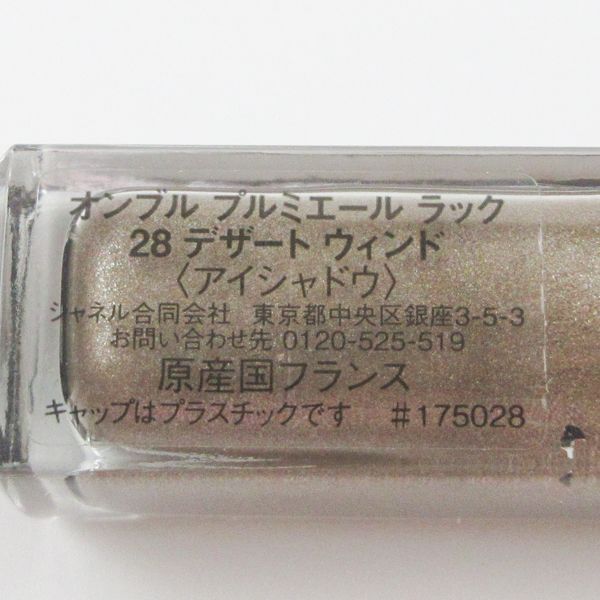 オンブル プルミエール ラック
28 デザート ウィンド
〈アイシャドウ〉
シャネル合同会社 東京都中央区銀座3-5-3
お問い合わせ先 0120-525-519
原産国フランス
キャップはプラスチックです #175028